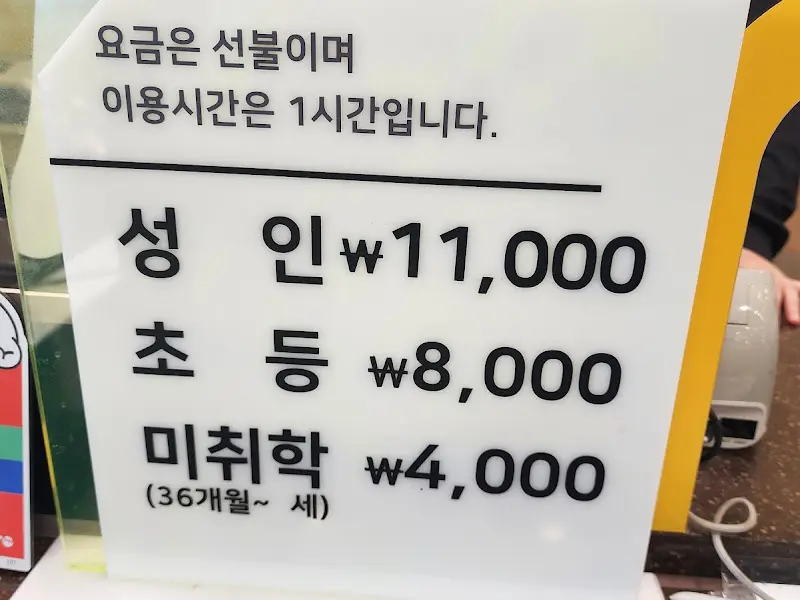 요금은 선불이며
이용시간은 1시간입니다.
성 인 ₩11,000
초 등 ₩8,000
미취학 ₩4,000
(36개월~ 세)